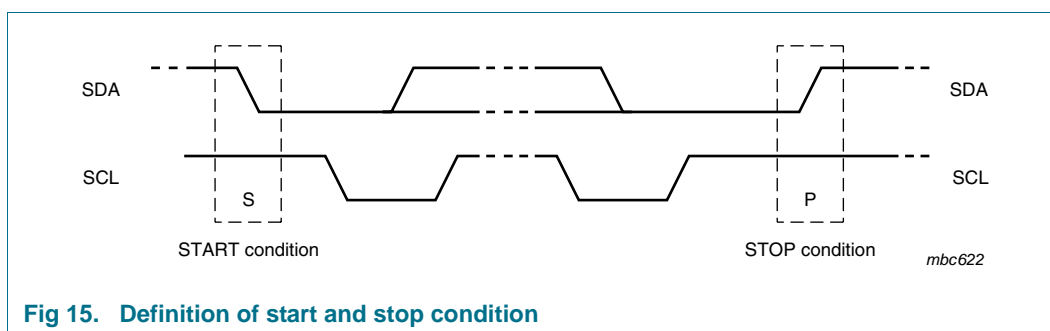 SDA SDA
SCL SCL
S P
START condition STOP condition
mbc622
Fig 15. Definition of start and stop condition